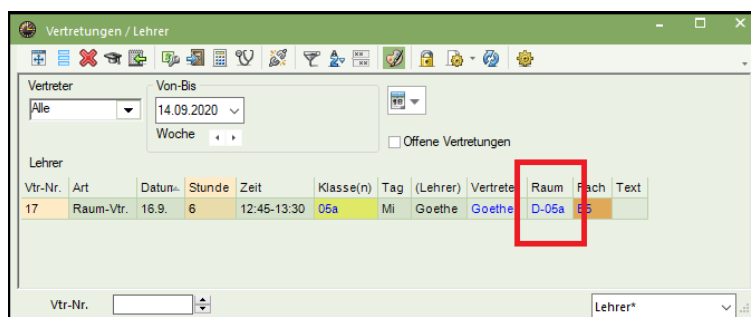 Vertretungen / Lehrer
Vertreter
Von-Bis
Alle
14.09.2020
Woche
Offene Vertretungen
Lehrer
Vtr-Nr. Art Datum Stunde Zeit Klasse(n) Tag (Lehrer) Vertrete Raum Fach Text
17 Raum-Vtr. 16.9. 6 12:45-13:30 05a Mi Goethe Goethe D-05a
Vtr-Nr.
Lehrer*